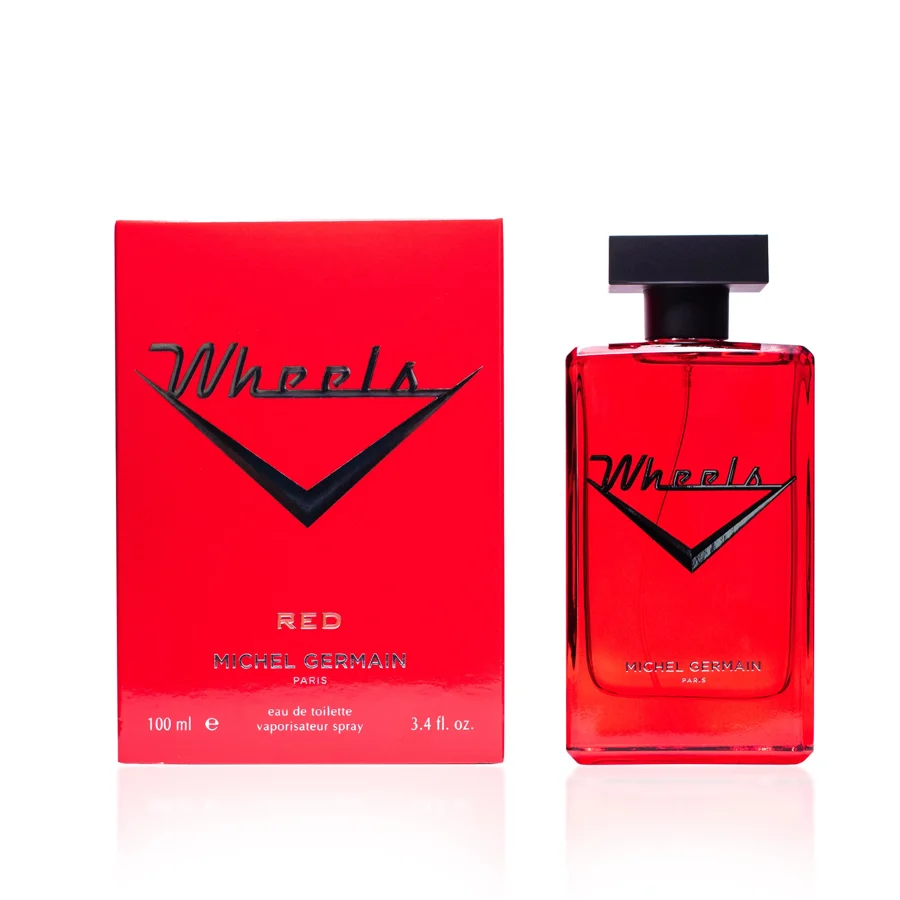 Wheels
RED
MICHEL GERMAIN
PARIS
100 ml ℮
eau de toilette
vaporisateur spray
3.4 fl. oz.
Wheels
MICHEL GERMAIN
PARIS